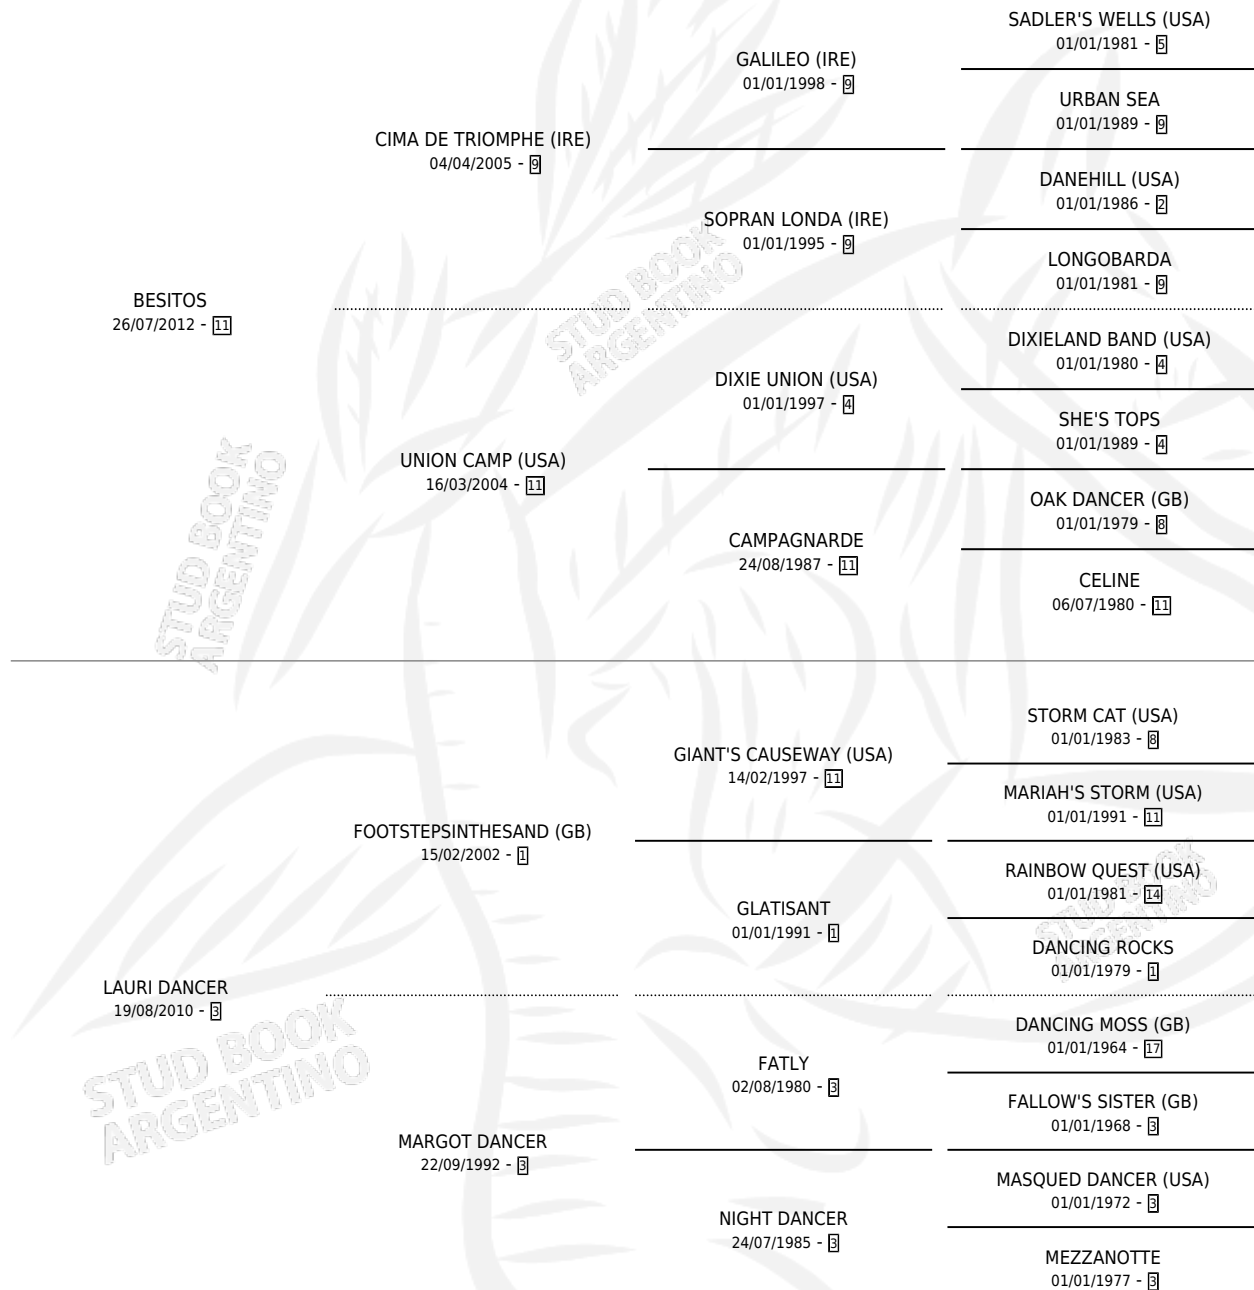 SADLER'S WELLS (USA)
01/01/1981 - 5
GALILEO (IRE)
01/01/1998 - 9
URBAN SEA
01/01/1989 - 9
CIMA DE TRIOMPHE (IRE)
04/04/2005 - 9
DANEHILL (USA)
01/01/1986 - 2
SOPRAN LONDA (IRE)
01/01/1995 - 9
LONGOBARDA
01/01/1981 - 9
BESITOS
26/07/2012 - 11
STUD BOOK
ARGENTINO
DIXIELAND BAND (USA)
01/01/1980 - 4
DIXIE UNION (USA)
01/01/1997 - 4
SHE'S TOPS
01/01/1989 - 4
UNION CAMP (USA)
16/03/2004 - 11
OAK DANCER (GB)
01/01/1979 - 8
CAMPAGNARDE
24/08/1987 - 11
CELINE
06/07/1980 - 11
STUD BOOK
ARGENTINO
STORM CAT (USA)
01/01/1983 - 8
GIANT'S CAUSEWAY (USA)
14/02/1997 - 11
MARIAH'S STORM (USA)
01/01/1991 - 11
FOOTSTEPSINTHESAND (GB)
15/02/2002 - 1
RAINBOW QUEST (USA)
01/01/1981 - 14
GLATISANT
01/01/1991 - 1
STUD BOOK
ARGENTINO
DANCING ROCKS
01/01/1979 - 1
LAURI DANCER
19/08/2010 - 3
STUD BOOK
ARGENTINO
DANCING MOSS (GB)
01/01/1964 - 17
FATLY
02/08/1980 - 3
FALLOW'S SISTER (GB)
01/01/1968 - 3
MARGOT DANCER
22/09/1992 - 3
MASQUED DANCER (USA)
01/01/1972 - 3
NIGHT DANCER
24/07/1985 - 3
MEZZANOTTE
01/01/1977 - 3